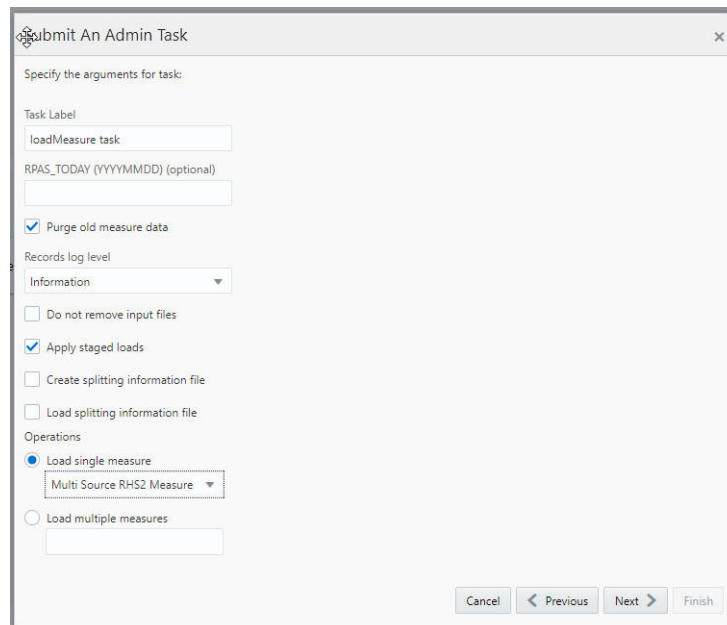 Submit An Admin Task
Specify the arguments for task:
Task Label
loadMeasure task
RPAS_TODAY (YYYYMMDD) (optional)
Purge old measure data
Records log level
Information
Do not remove input files
Apply staged loads
Create splitting information file
Load splitting information file
Operations
Load single measure
Multi Source RHS2 Measure
Load multiple measures
Cancel Previous Next Finish